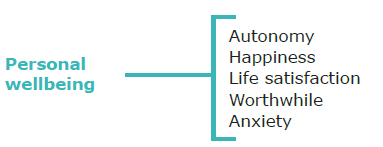 Personal
wellbeing
Autonomy
Happiness
Life satisfaction
Worthwhile
Anxiety